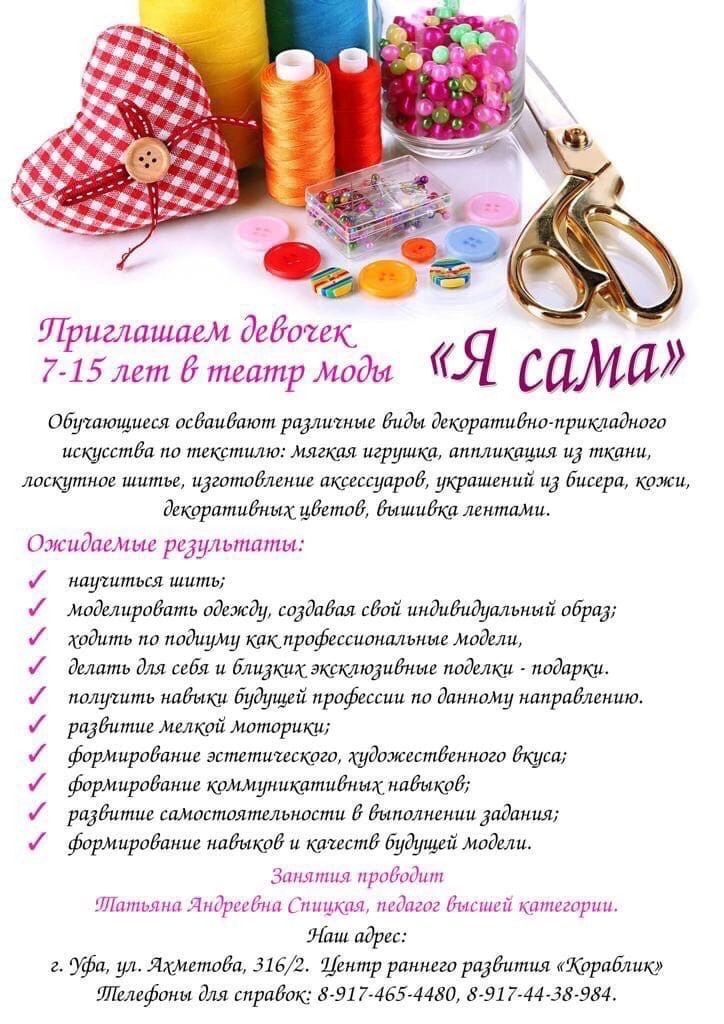 Приглашаем девочек
7-15 лет в театр моды «Я сама»
Обучающиеся осваивают различные виды декоративно-прикладного
искусства по текстилю: мягкая игрушка, аппликация из ткани,
лоскутное шитье, изготовление аксессуаров, украшений из бисера, кожи,
декоративных цветов, вышивка лентами.
Ожидаемые результаты:
✓ научиться шить;
✓ моделировать одежду, создавая свой индивидуальный образ;
✓ ходить по подиуму как профессиональные модели,
✓ делать для себя и близких эксклюзивные поделки - подарки.
✓ получить навыки будущей профессии по данному направлению.
✓ развитие мелкой моторики;
✓ формирование эстетического, художественного вкуса;
✓ формирование коммуникативных навыков;
✓ развитие самостоятельности в выполнении задания;
✓ формирование навыков и качеств будущей модели.
Занятия проводит
Татьяна Андреевна Спицкая, педагог высшей категории.
Наш адрес:
г. Уфа, ул. Ахметова, 316/2. Центр раннего развития «Кораблик»
Телефоны для справок: 8-917-465-4480, 8-917-44-38-984.